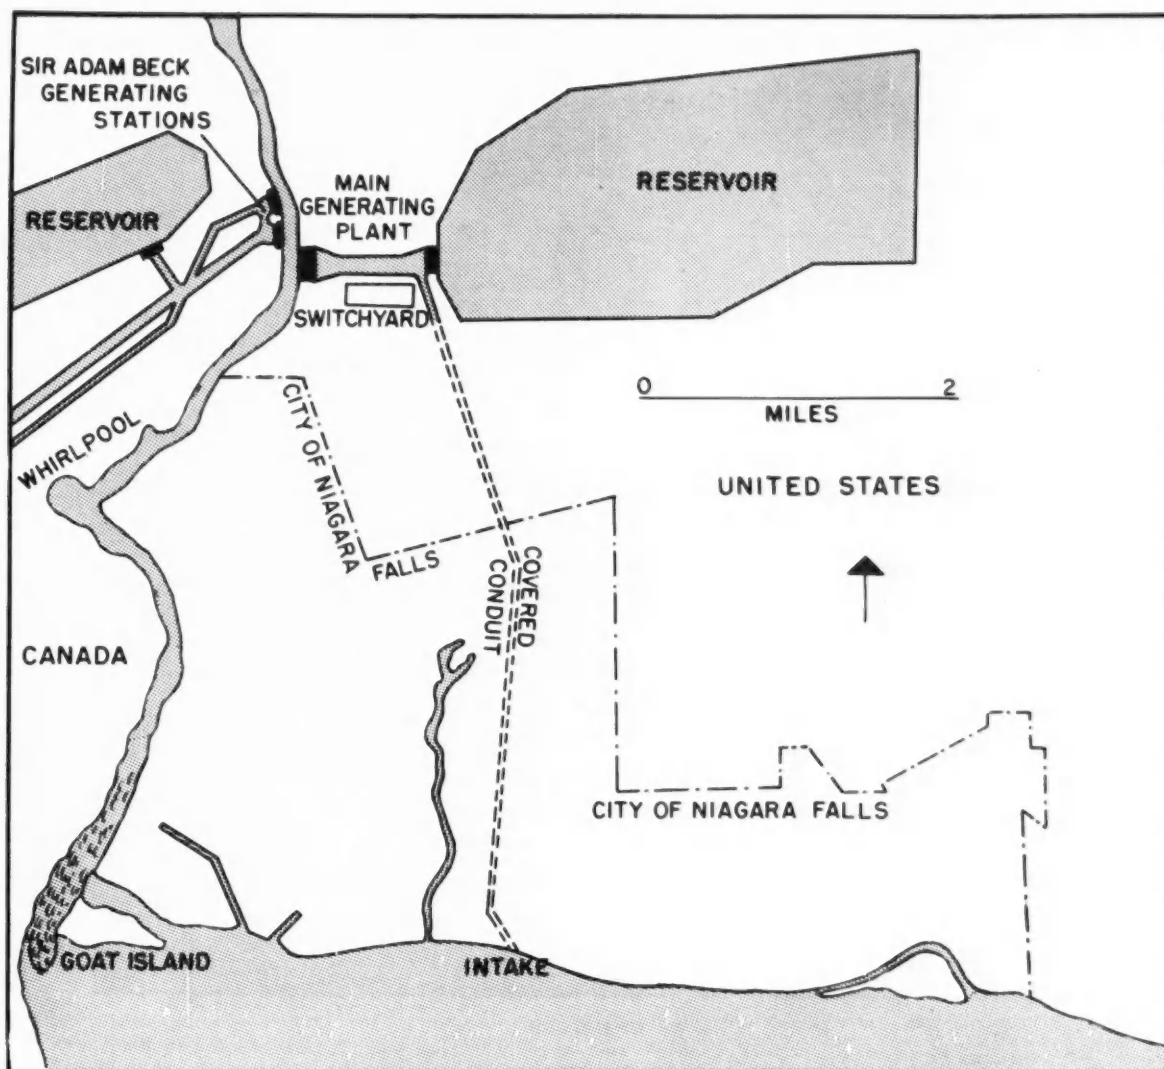 SIR ADAM BECK
GENERATING
STATIONS
RESERVOIR
MAIN
GENERATING
PLANT
RESERVOIR
SWITCHYARD
0 2
MILES
WHIRLPOOL
CITY OF NIAGARA
FALLS
UNITED STATES
COVERED
CONDUIT
CANADA
CITY OF NIAGARA FALLS
GOAT ISLAND
INTAKE